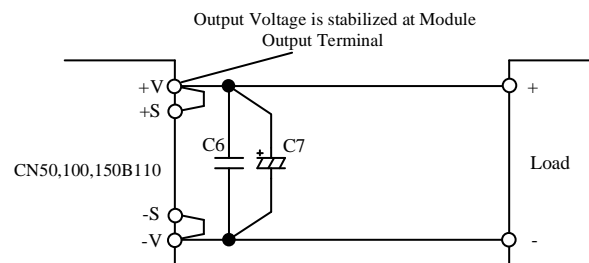 Output Voltage is stabilized at Module
Output Terminal
+V
+
+S
C6
+
C7
CN50,100,150B110
Load
-S
-V
-